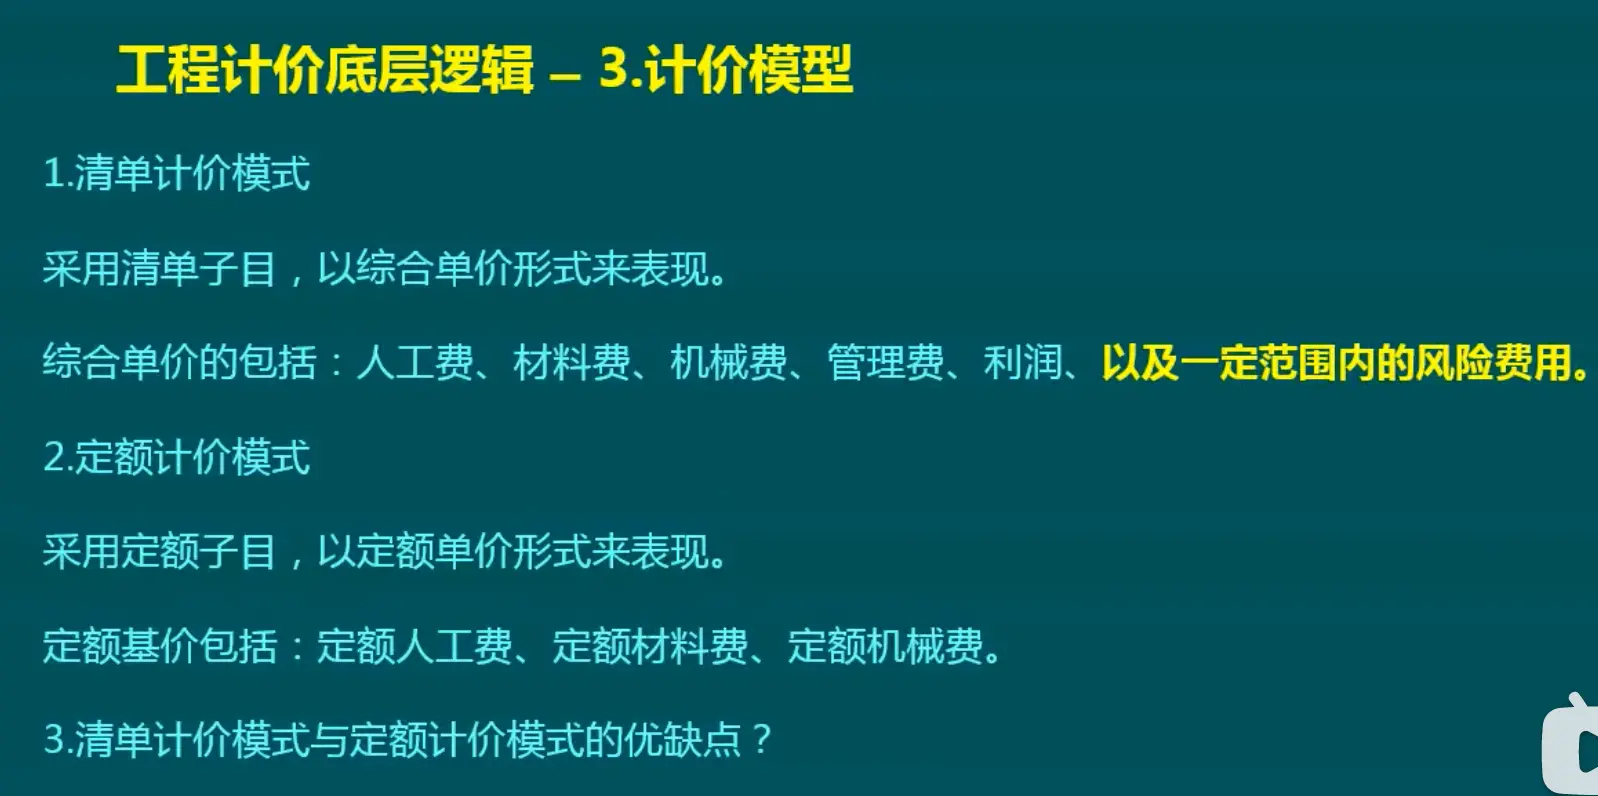 工程计价底层逻辑 – 3.计价模型
1.清单计价模式
采用清单子目，以综合单价形式来表现。
综合单价的包括：人工费、材料费、机械费、管理费、利润、以及一定范围内的风险费用。
2.定额计价模式
采用定额子目，以定额单价形式来表现。
定额基价包括：定额人工费、定额材料费、定额机械费。
3.清单计价模式与定额计价模式的优缺点？